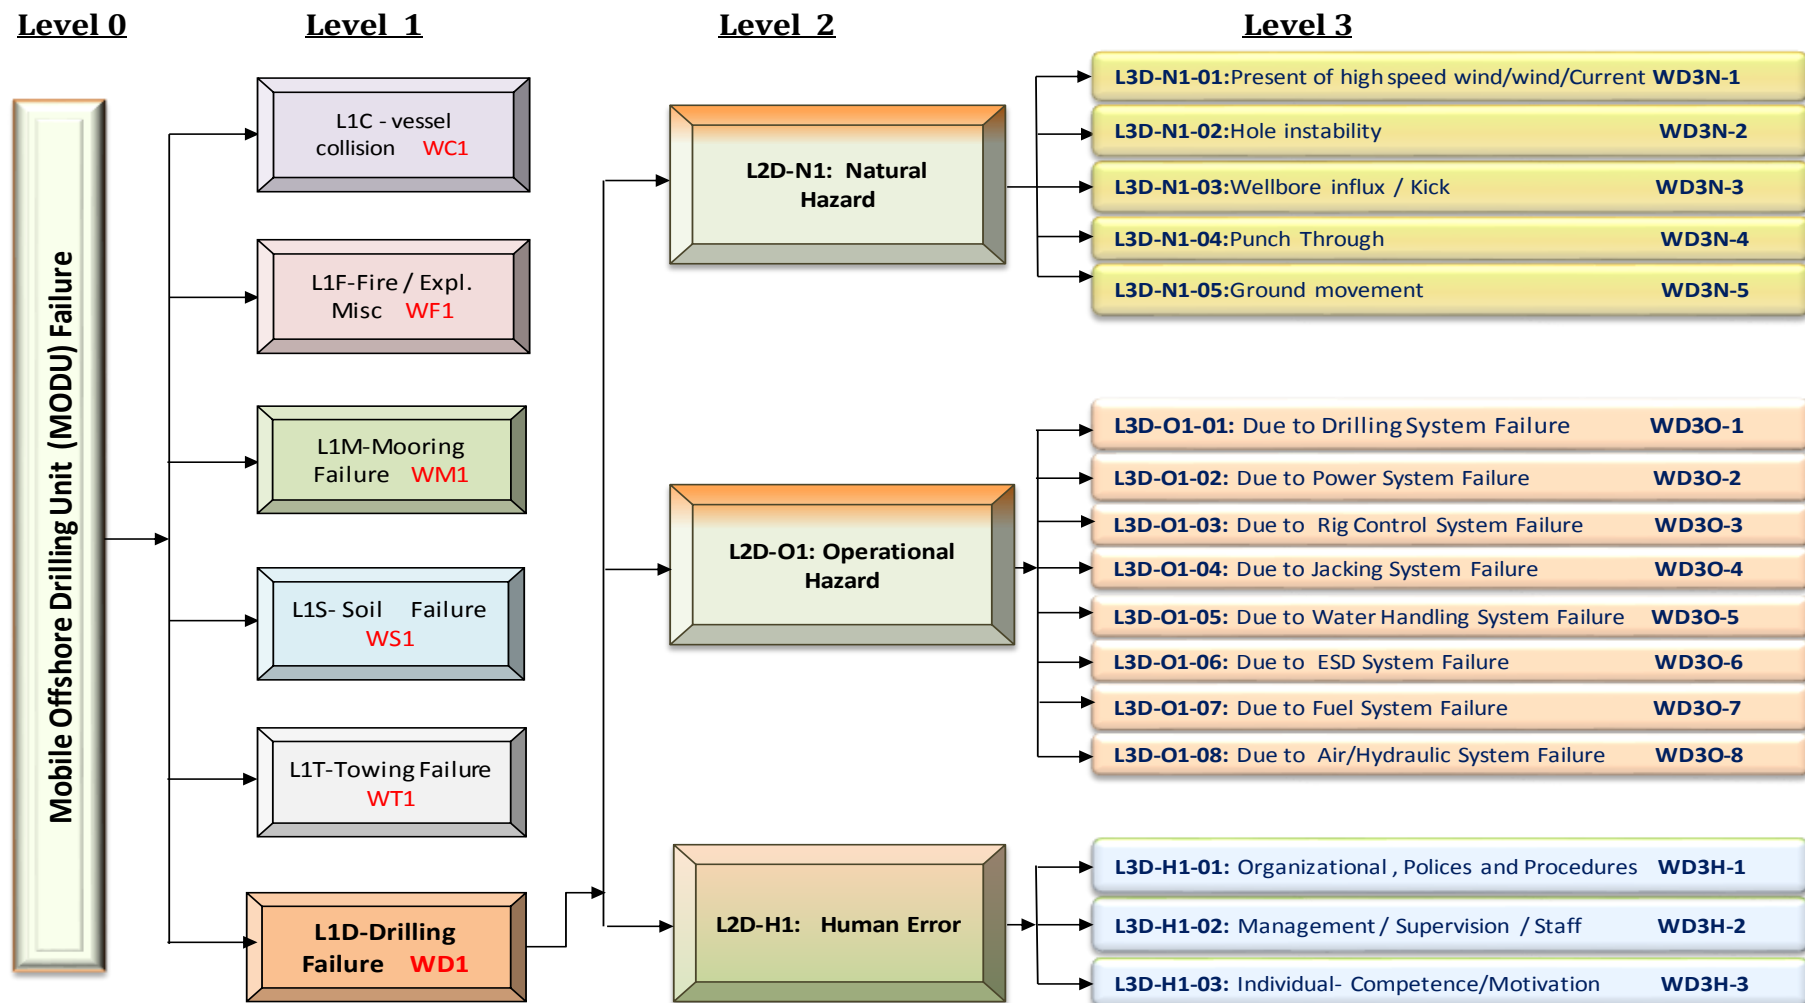 Level 0
Level 1
Level 2
Level 3
Mobile Offshore Drilling Unit (MODU) Failure
L1C - vessel
collision WC1
L1F-Fire / Expl.
Misc WF1
L1M-Mooring
Failure WM1
L1S- Soil Failure
WS1
L1T-Towing Failure
WT1
L1D-Drilling
Failure WD1
L2D-N1: Natural
Hazard
L2D-O1: Operational
Hazard
L2D-H1: Human Error
L3D-N1-01:Present of high speed wind/wind/Current WD3N-1
L3D-N1-02:Hole instability WD3N-2
L3D-N1-03:Wellbore influx / Kick WD3N-3
L3D-N1-04:Punch Through WD3N-4
L3D-N1-05:Ground movement WD3N-5
L3D-O1-01: Due to Drilling System Failure WD3O-1
L3D-O1-02: Due to Power System Failure WD3O-2
L3D-O1-03: Due to Rig Control System Failure WD3O-3
L3D-O1-04: Due to Jacking System Failure WD3O-4
L3D-O1-05: Due to Water Handling System Failure WD3O-5
L3D-O1-06: Due to ESD System Failure WD3O-6
L3D-O1-07: Due to Fuel System Failure WD3O-7
L3D-O1-08: Due to Air/Hydraulic System Failure WD3O-8
L3D-H1-01: Organizational , Polices and Procedures WD3H-1
L3D-H1-02: Management / Supervision / Staff WD3H-2
L3D-H1-03: Individual- Competence/Motivation WD3H-3